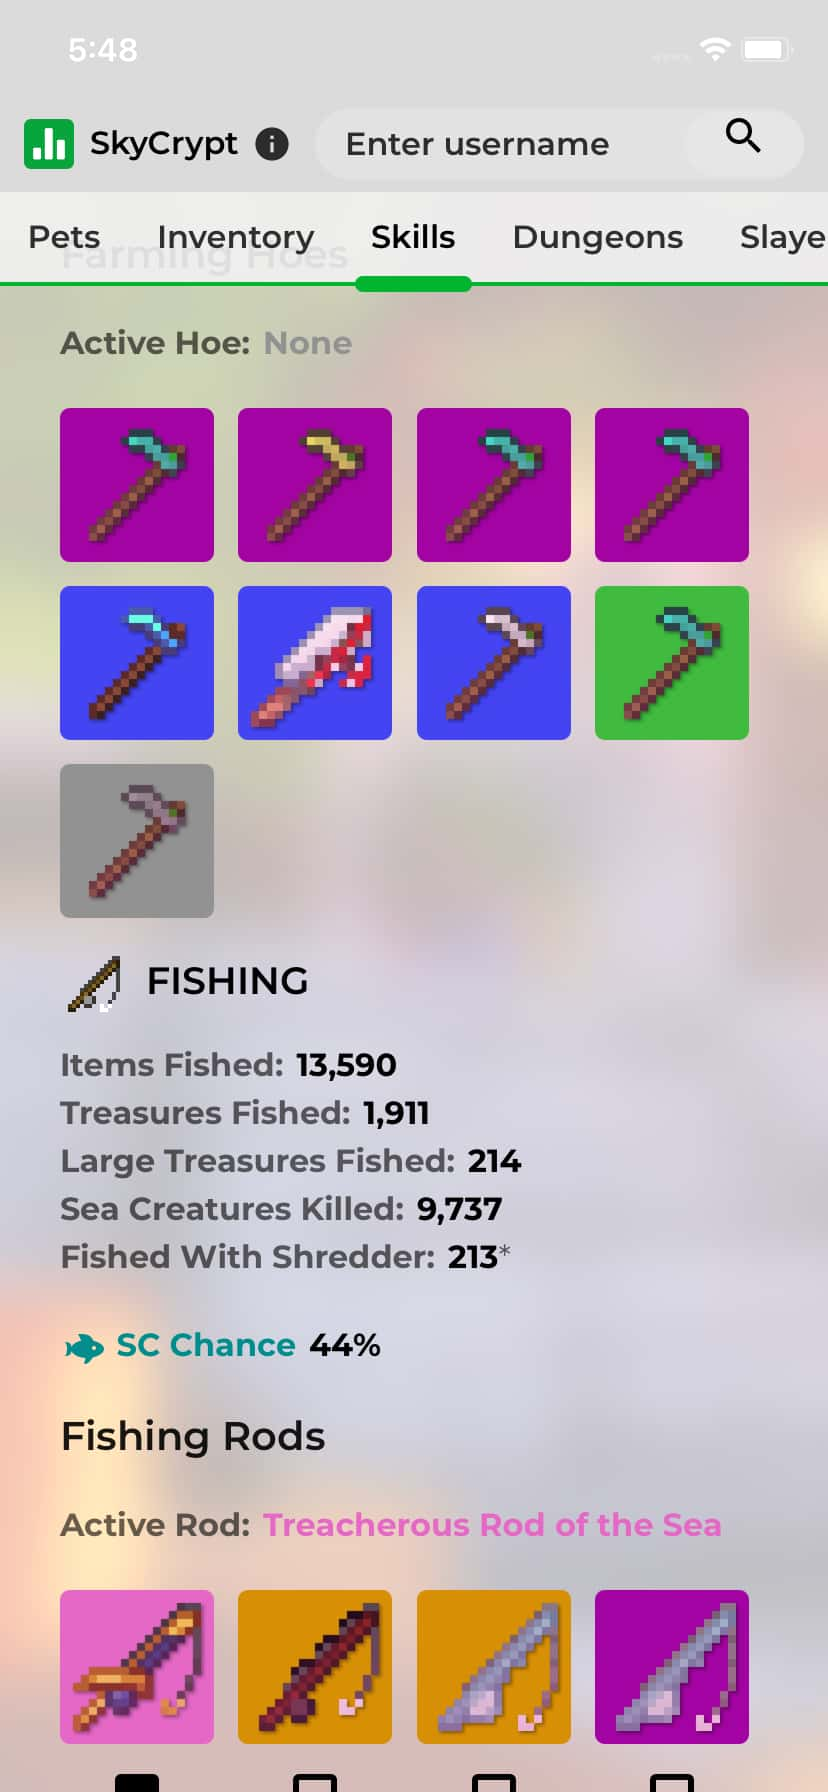 5:48
SkyCrypt Enter username
Pets Inventory Skills Dungeons Slaye
Farming Hoes
Active Hoe: None
FISHING
Items Fished: 13,590
Treasures Fished: 1,911
Large Treasures Fished: 214
Sea Creatures Killed: 9,737
Fished With Shredder: 213*
SC Chance 44%
Fishing Rods
Active Rod: Treacherous Rod of the Sea